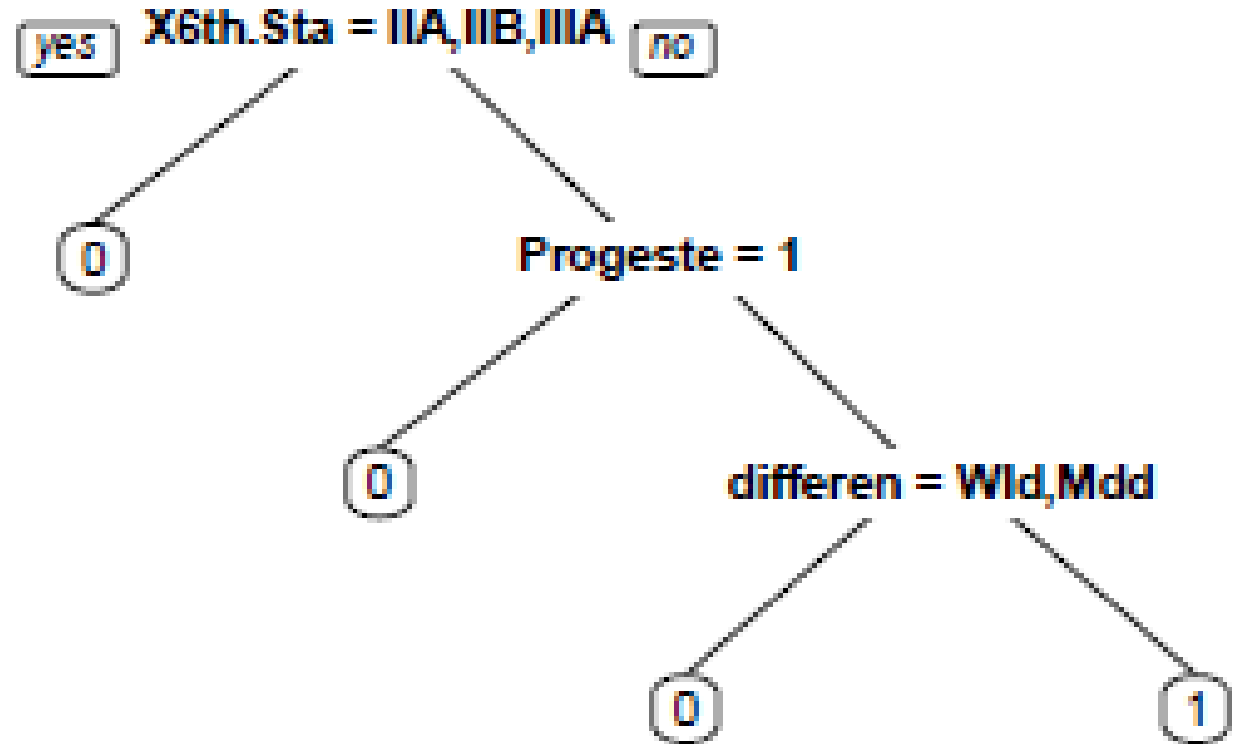 yes X6th.Sta = IIA,IIB,IIIA no
0
Progeste = 1
0
differen = Wld,Mdd
0 1